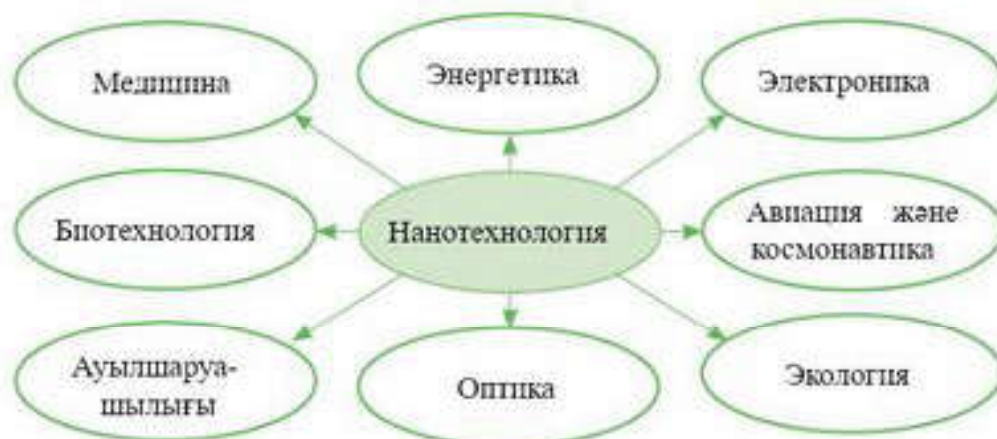 Медицина
Энергетика
Электроника
Биотехнология
Нанотехнология
Авиация және
космонавтика
Ауылшаруа-
шылығы
Оптика
Экология